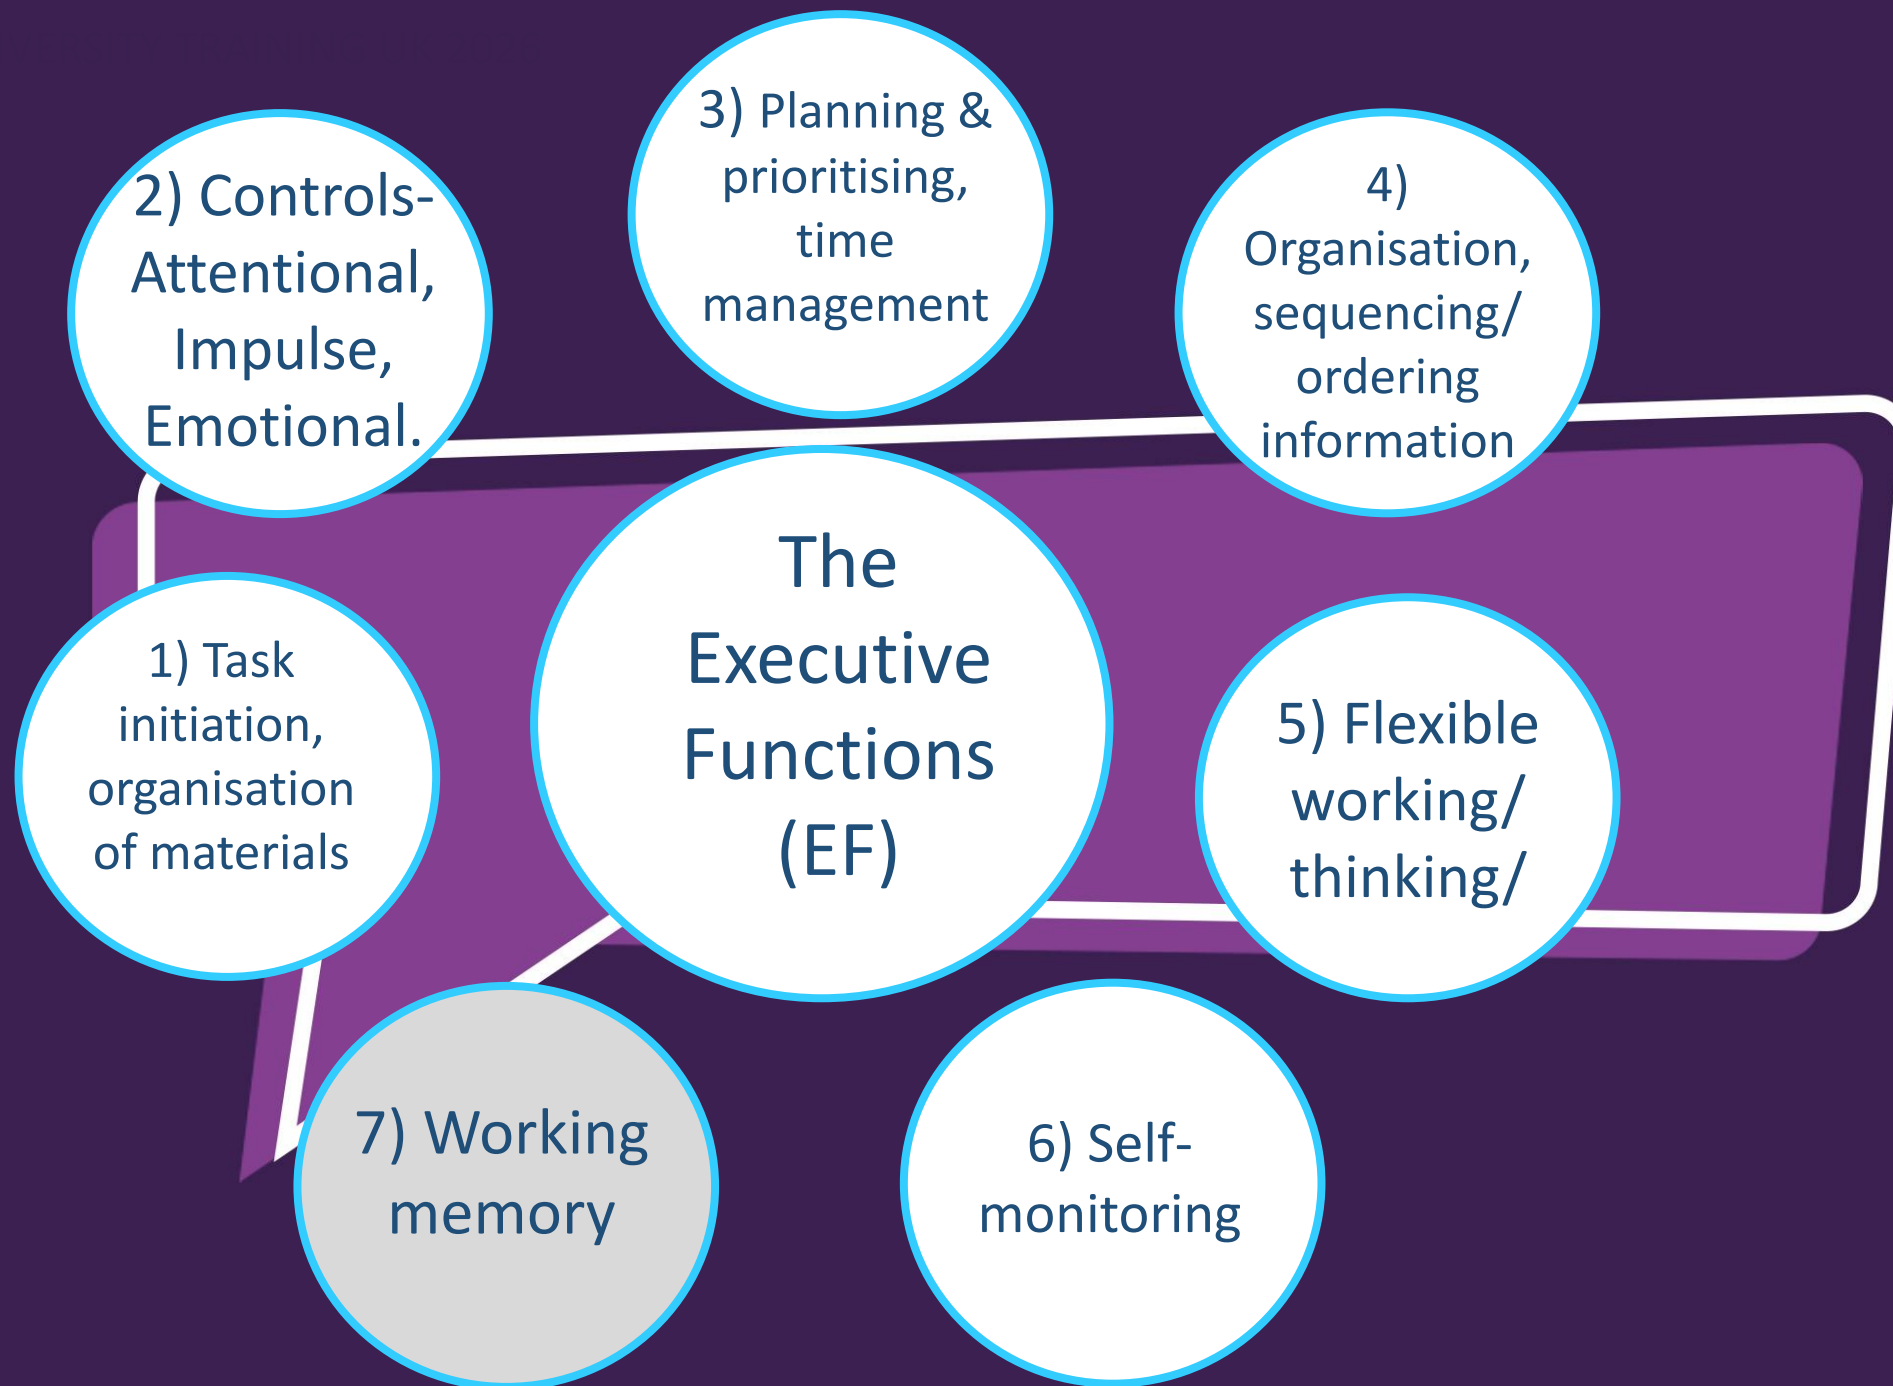 The
Executive
Functions
(EF)
1) Task
initiation,
organisation
of materials
2) Controls-
Attentional,
Impulse,
Emotional.
3) Planning &
prioritising,
time
management
4)
Organisation,
sequencing/
ordering
information
5) Flexible
working/
thinking/
6) Self-
monitoring
7) Working
memory